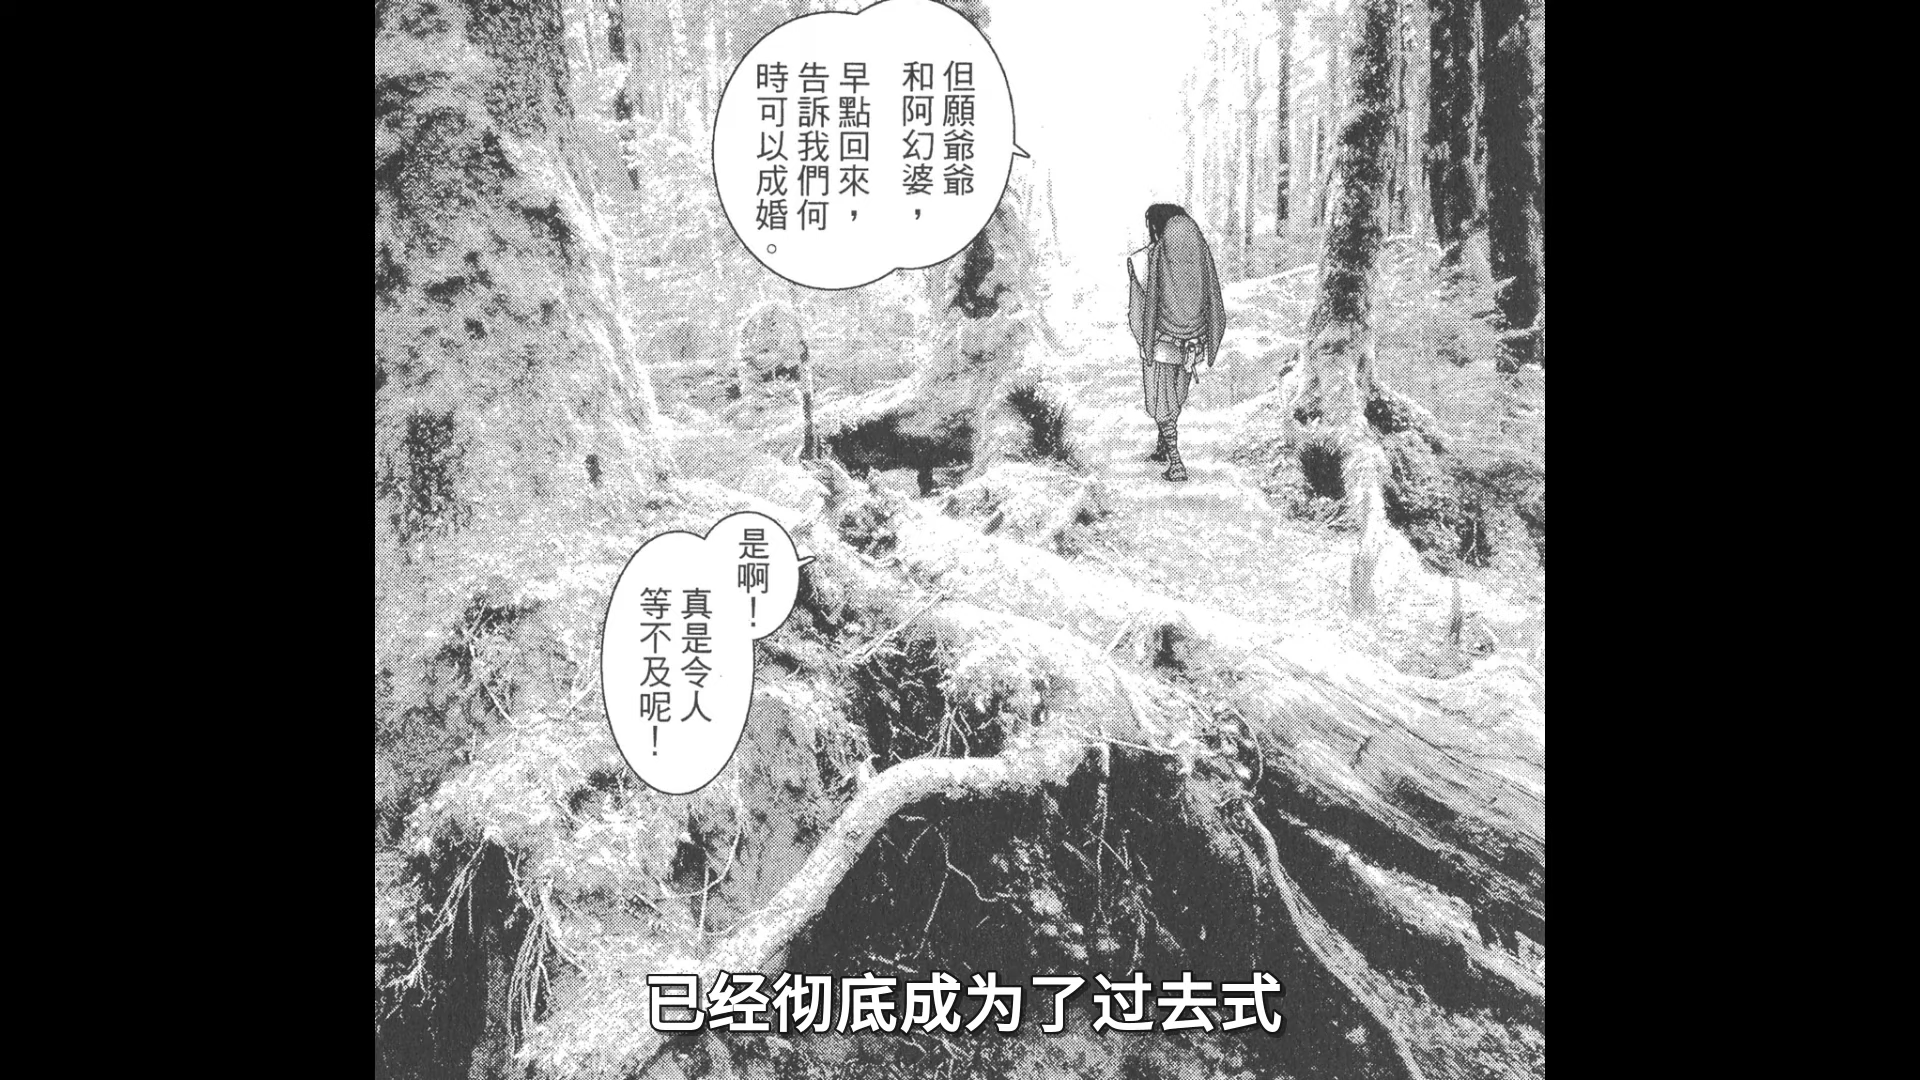 但願爺爺
和阿幻婆，
早點回來，
告訴我們何
時可以成婚。
是啊！
真是令人
等不及呢！
已经彻底成为了过去式